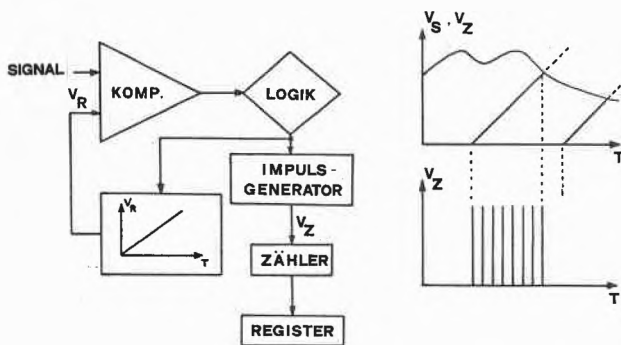 SIGNAL
V_R
KOMP.
LOGIK
IMPULS-
GENERATOR
V_Z
ZÄHLER
REGISTER
V_R
T
V_S, V_Z
T
V_Z
T